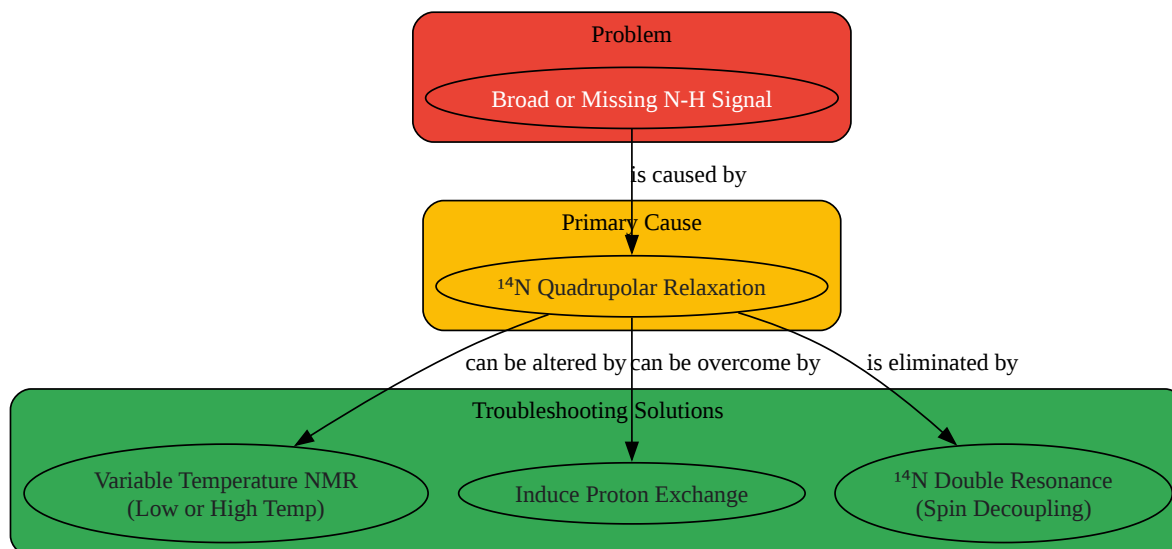 Problem
Broad or Missing N-H Signal
is caused by
Primary Cause
¹⁴N Quadrupolar Relaxation
can be altered by
can be overcome by
is eliminated by
Troubleshooting Solutions
Variable Temperature NMR
(Low or High Temp)
Induce Proton Exchange
¹⁴N Double Resonance
(Spin Decoupling)